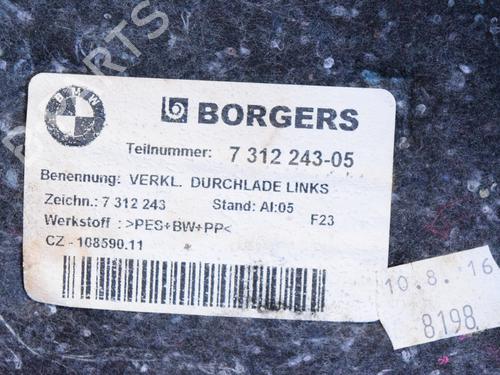 BMW
b BORGERS
Teilnummer: 7 312 243-05
Benennung: VERKL. DURCHLADE LINKS
Zeichn.: 7 312 243 Stand: AI:05 F23
Werkstoff : >PES+BW+PP<
CZ - 108590.11
10.8. 16
8198
PARTS